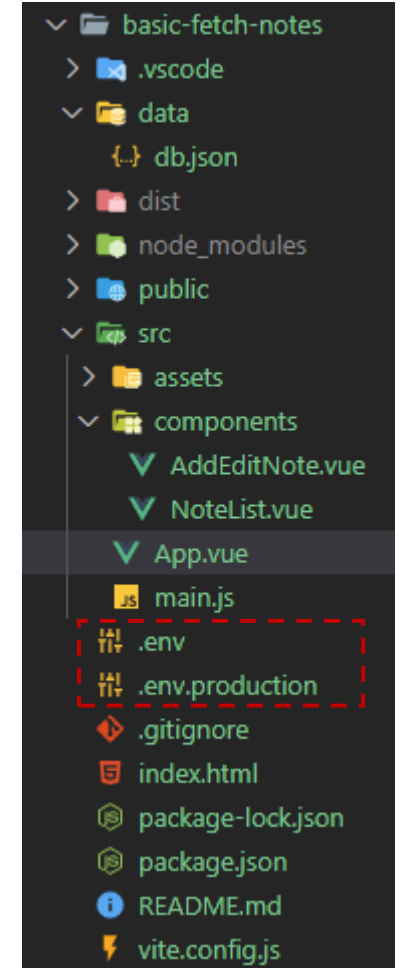 basic-fetch-notes
.vscode
data
{..} db.json
dist
node_modules
public
src
assets
components
AddEditNote.vue
NoteList.vue
App.vue
JS main.js
.env
.env.production
.gitignore
index.html
package-lock.json
package.json
README.md
vite.config.js